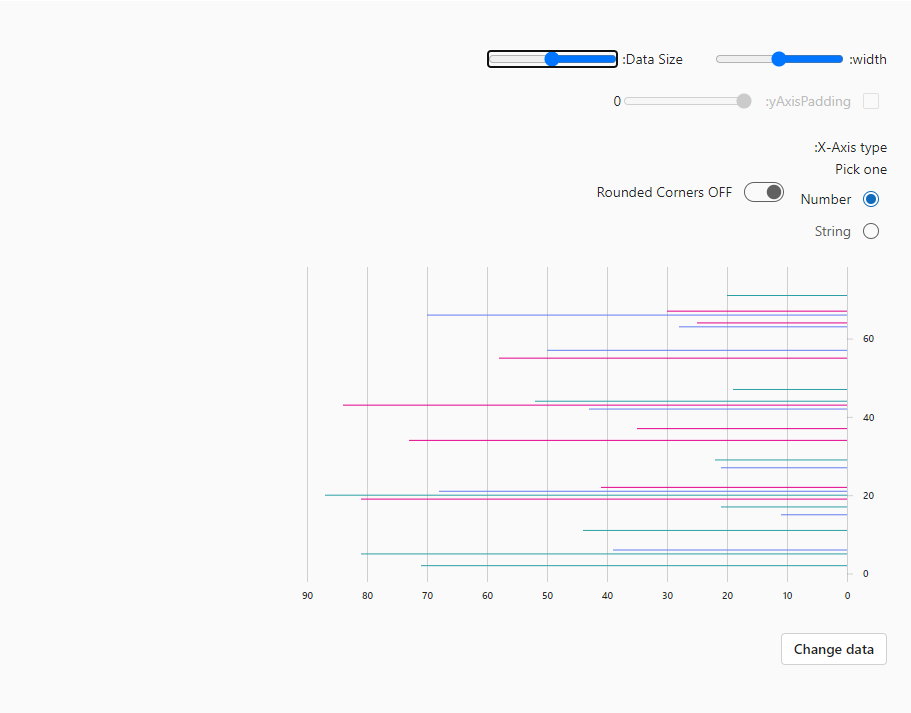 :width
:Data Size
:yAxisPadding
0
:X-Axis type
Pick one
Number
Rounded Corners OFF
String
60
40
20
0
90 80 70 60 50 40 30 20 10 0
Change data